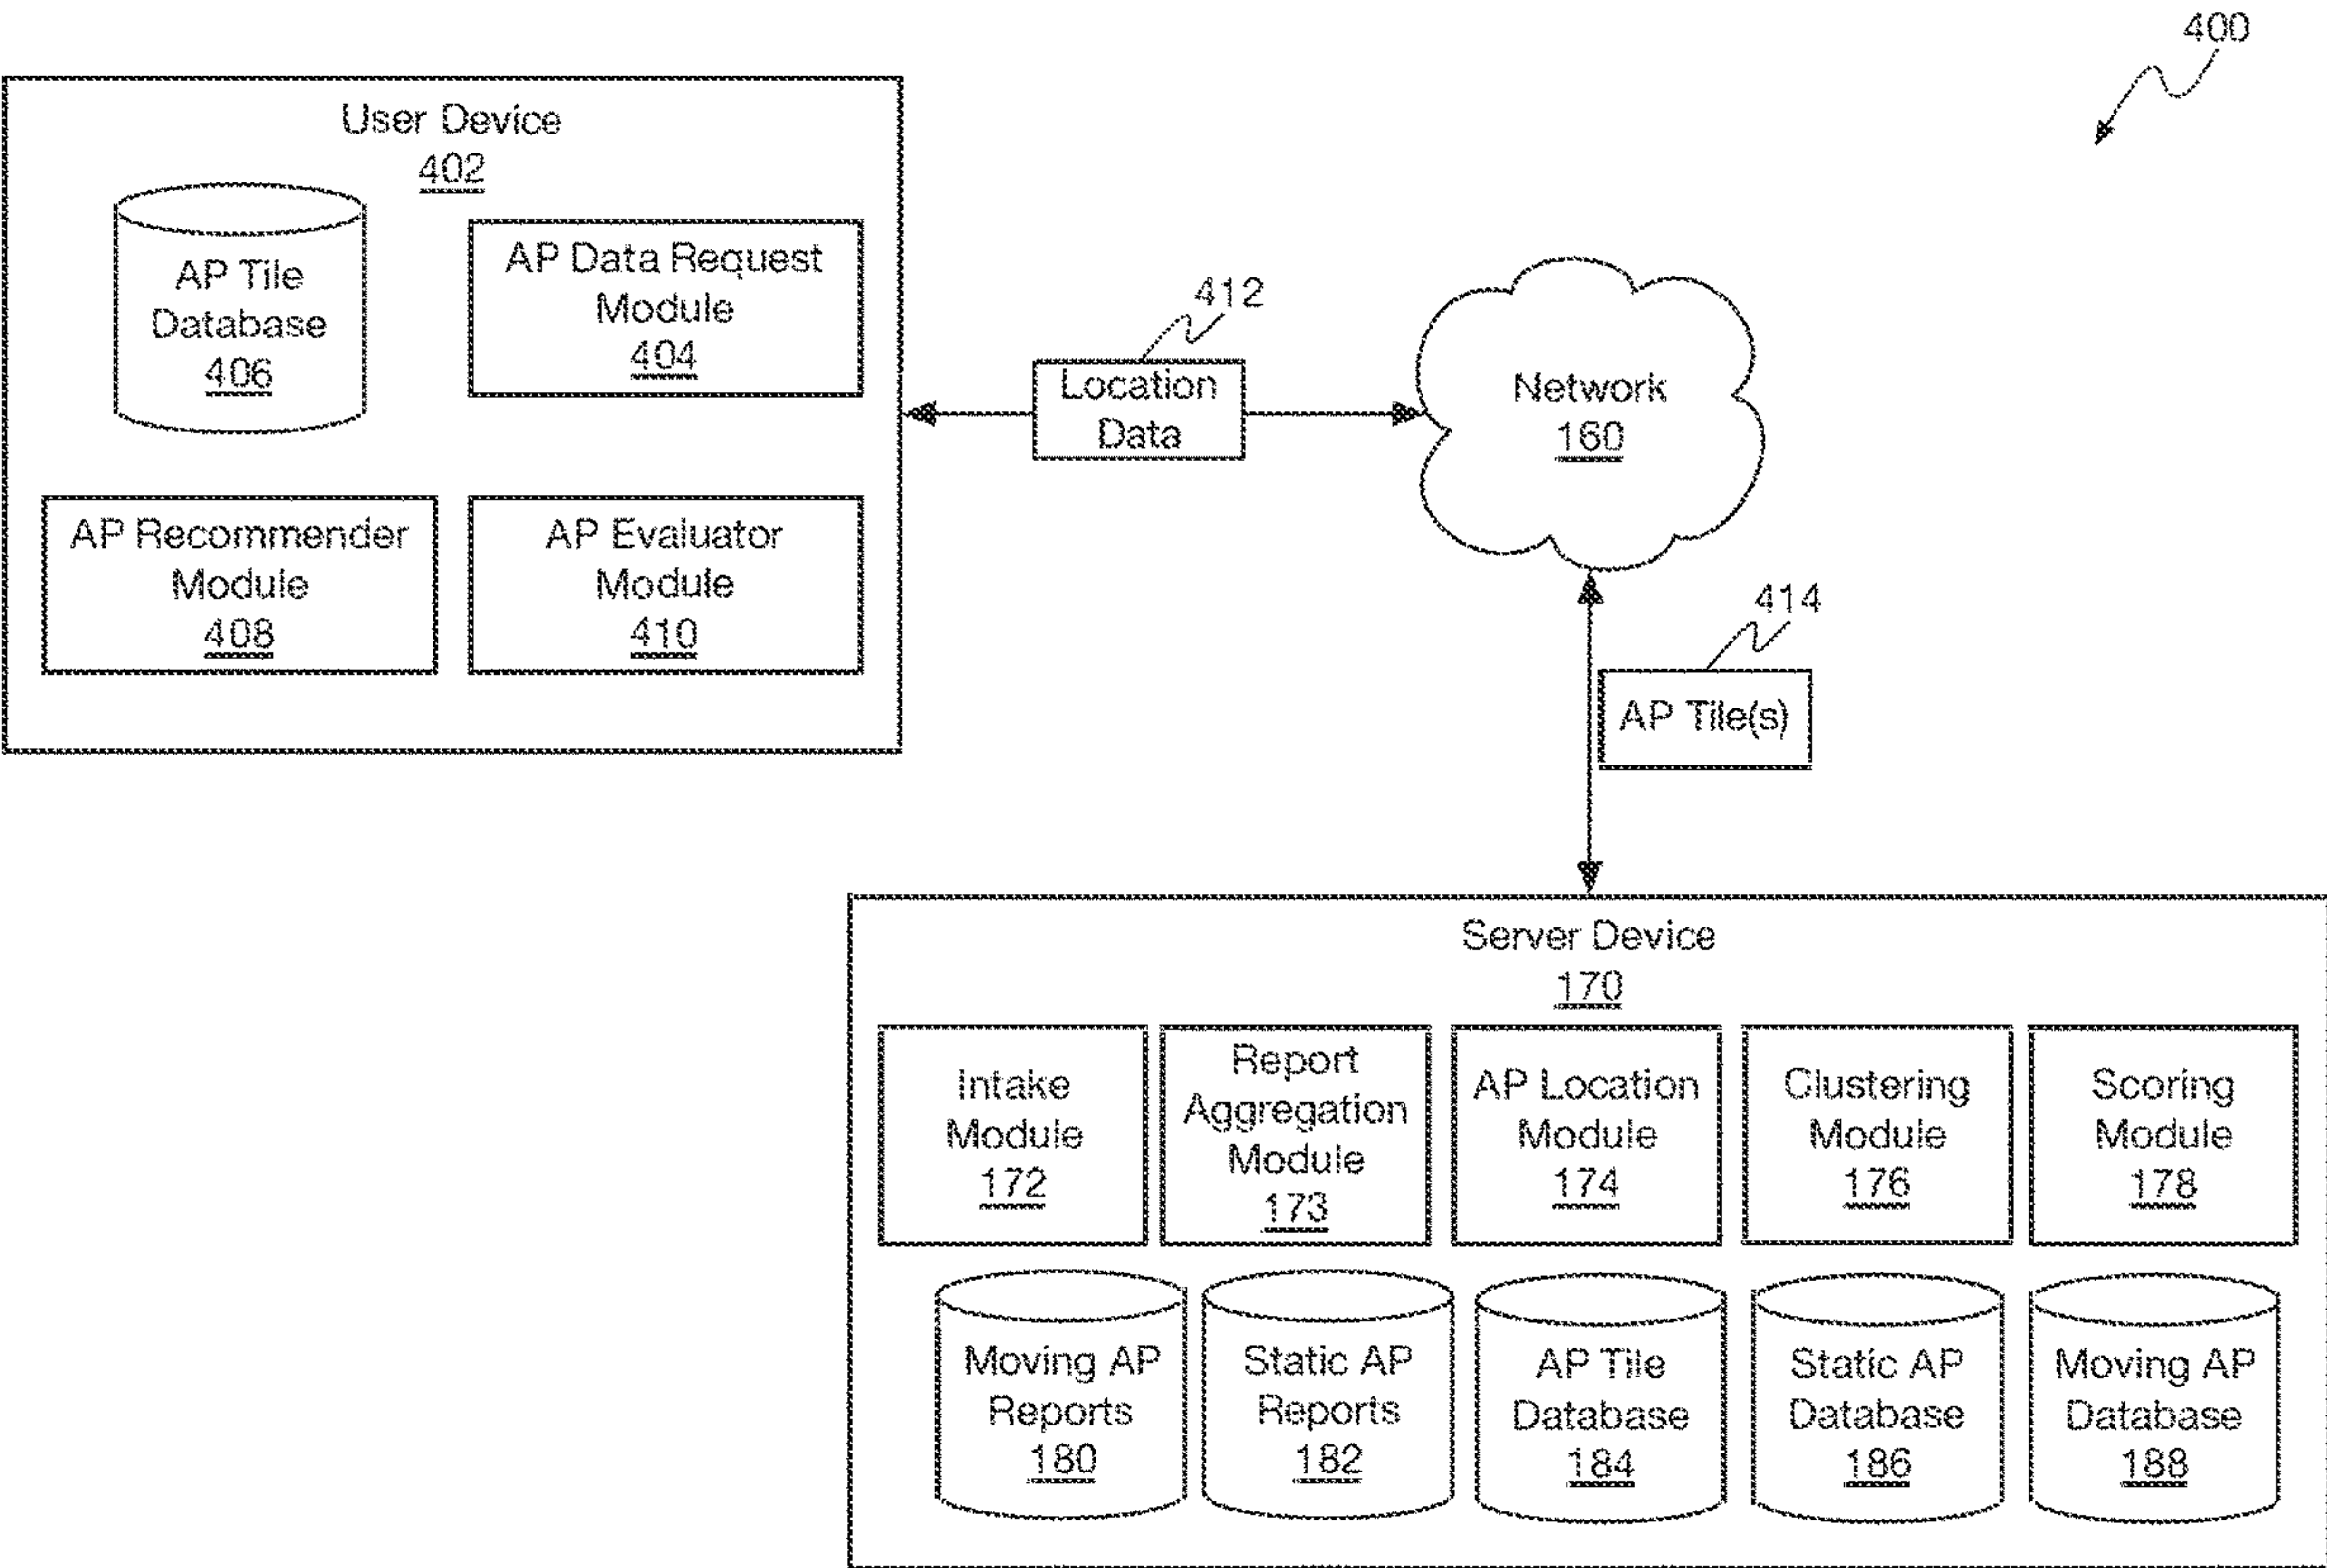 400
User Device
402
AP Tile
Database
406
AP Data Request
Module
404
AP Recommender
Module
408
AP Evaluator
Module
410
412
Location
Data
Network
160
414
AP Tile(s)
Server Device
170
Intake
Module
172
Report
Aggregation
Module
173
AP Location
Module
174
Clustering
Module
176
Scoring
Module
178
Moving AP
Reports
180
Static AP
Reports
182
AP Tile
Database
184
Static AP
Database
186
Moving AP
Database
188